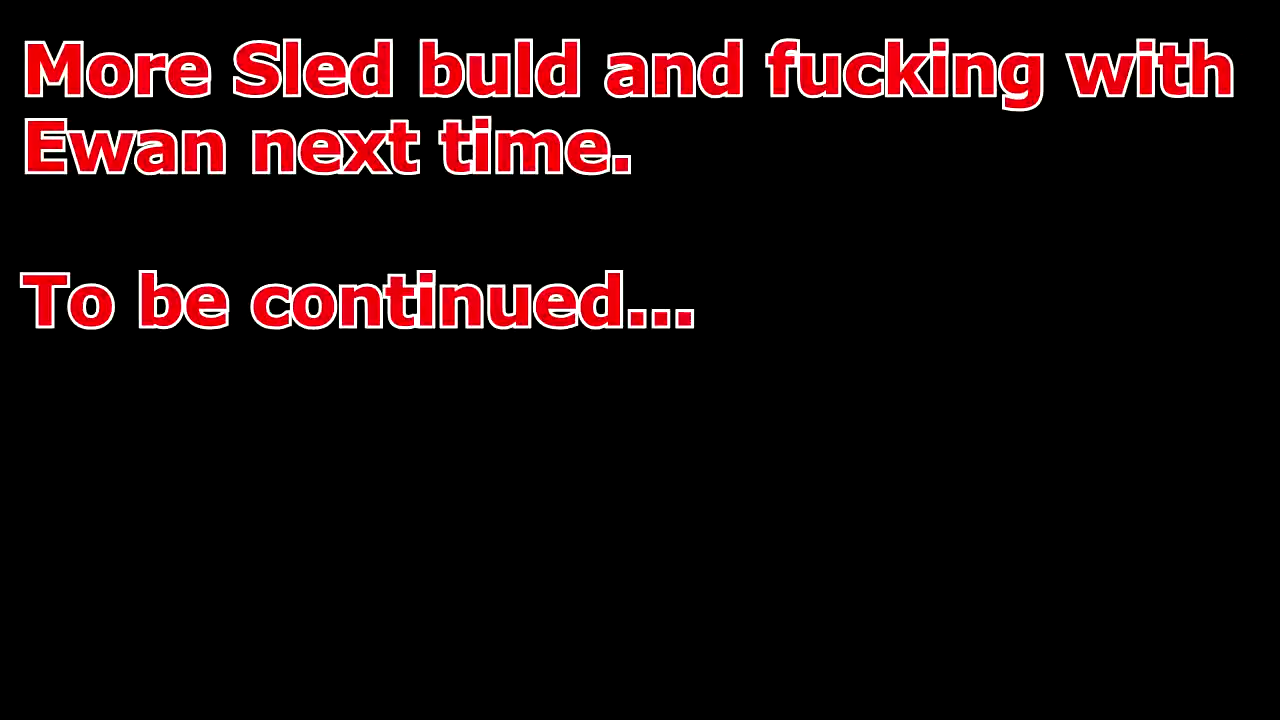 More Sled buld and fucking with
Ewan next time.
To be continued...